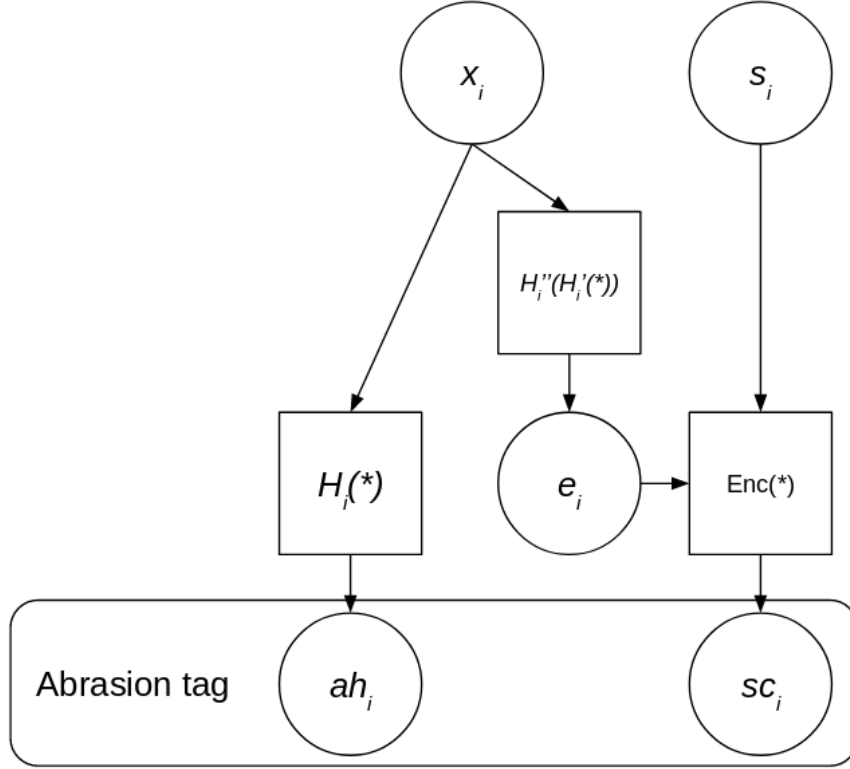 x_i
s_i
H_i’’(H_i’(*))
H_i(*)
e_i
Enc(*)
Abrasion tag
ah_i
sc_i